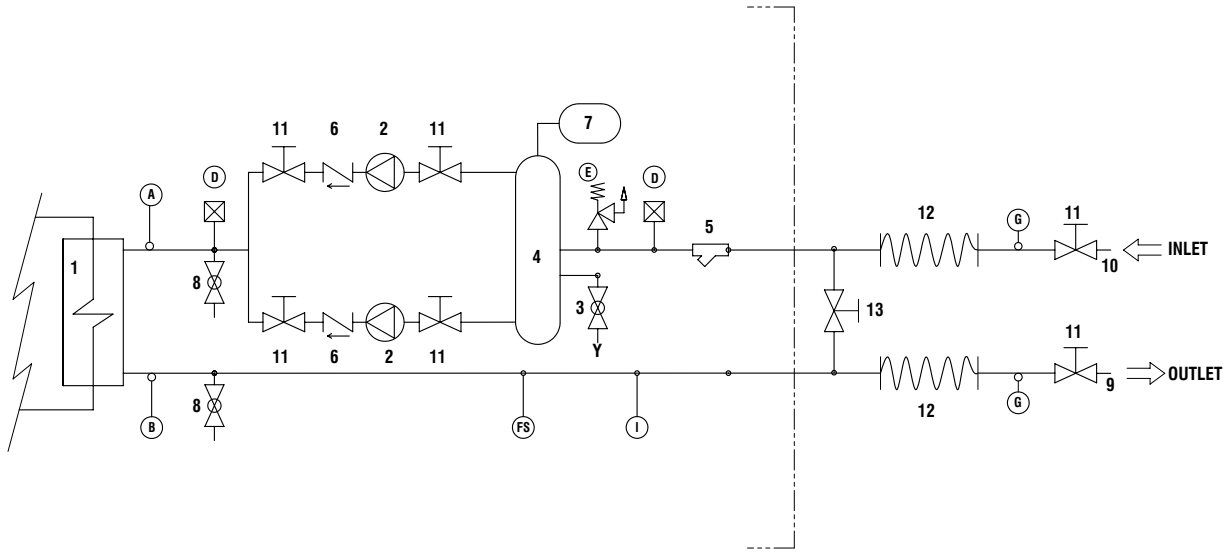 7
11 6 2 11
E D
A D
12 G 11
5
1 4 10 INLET
8 3 13
Y
11 6 2 11
11
9 OUTLET
8 12 G
B FS I